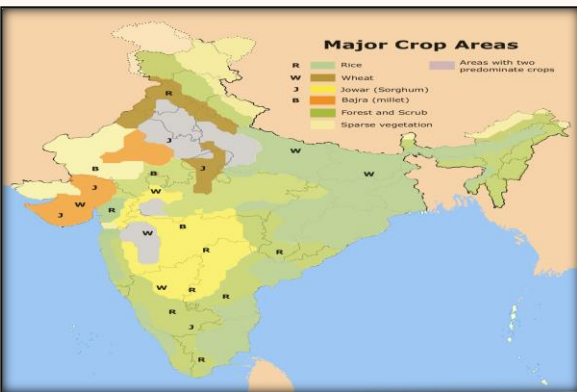 Major Crop Areas
R Rice
W Wheat
J Jowar (Sorghum)
B Bajra (millet)
Forest and Scrub
Sparse vegetation
Areas with two
predominate crops
R
J
W
W
B
J
B
J
W
W
J
R
W
B
R
R
W
R
R
R
J
R